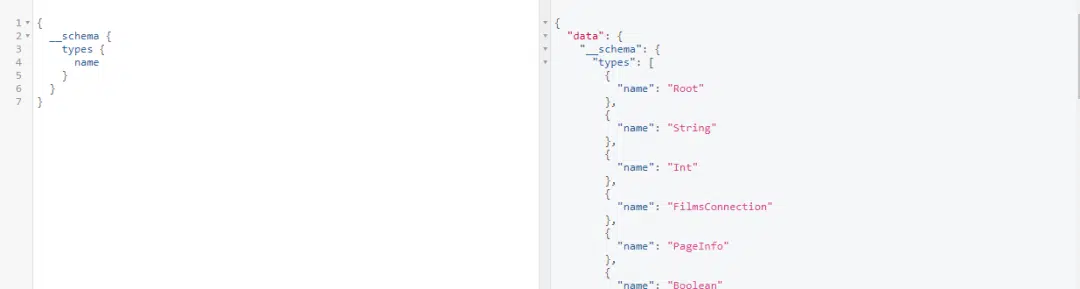 1 {
2   __schema {
3     types {
4       name
5     }
6   }
7 }
{
  "data": {
    "__schema": {
      "types": [
        {
          "name": "Root"
        },
        {
          "name": "String"
        },
        {
          "name": "Int"
        },
        {
          "name": "FilmsConnection"
        },
        {
          "name": "PageInfo"
        },
        {
          "name": "Boolean"